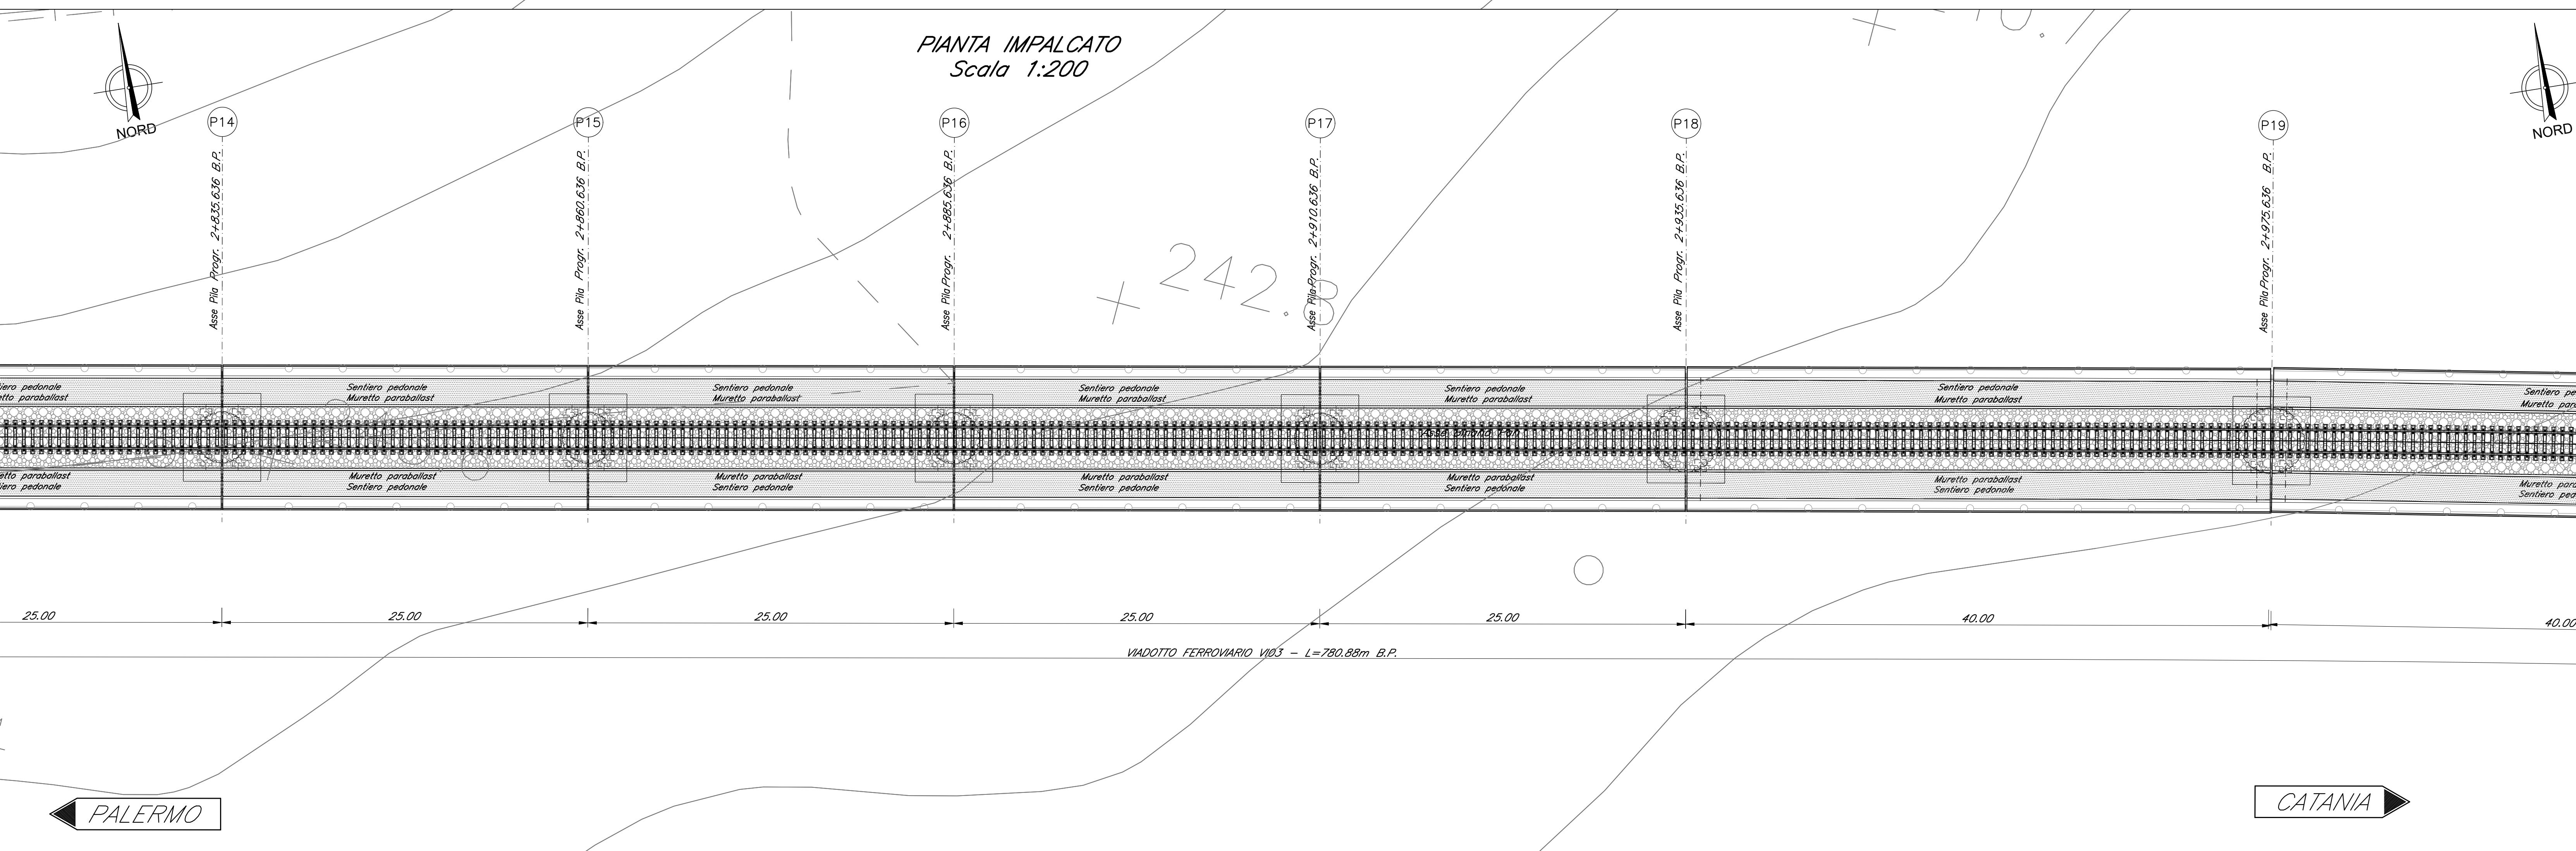 PIANTA IMPALCATO
Scala 1:200
NORD
NORD
P14
P15
P16
P17
P18
P19
Asse Pila Progr. 2+835.636 B.P.
Asse Pila Progr. 2+860.636 B.P.
Asse Pila Progr. 2+885.636 B.P.
Asse Pila Progr. 2+910.636 B.P.
Asse Pila Progr. 2+935.636 B.P.
Asse Pila Progr. 2+975.636 B.P.
242.8
Sentiero pedonale
Sentiero pedonale
Sentiero pedonale
Sentiero pedonale
Sentiero pedonale
Muretto paraballast
Muretto paraballast
Muretto paraballast
Muretto paraballast
Muretto paraballast
Muretto paraballast
Muretto paraballast
Muretto paraballast
Muretto paraballast
Muretto paraballast
Sentiero pedonale
Sentiero pedonale
Sentiero pedonale
Sentiero pedonale
Sentiero pedonale
25.00
25.00
25.00
25.00
25.00
40.00
40.00
VIADOTTO FERROVIARIO VI03 - L=780.88m B.P.
PALERMO
CATANIA